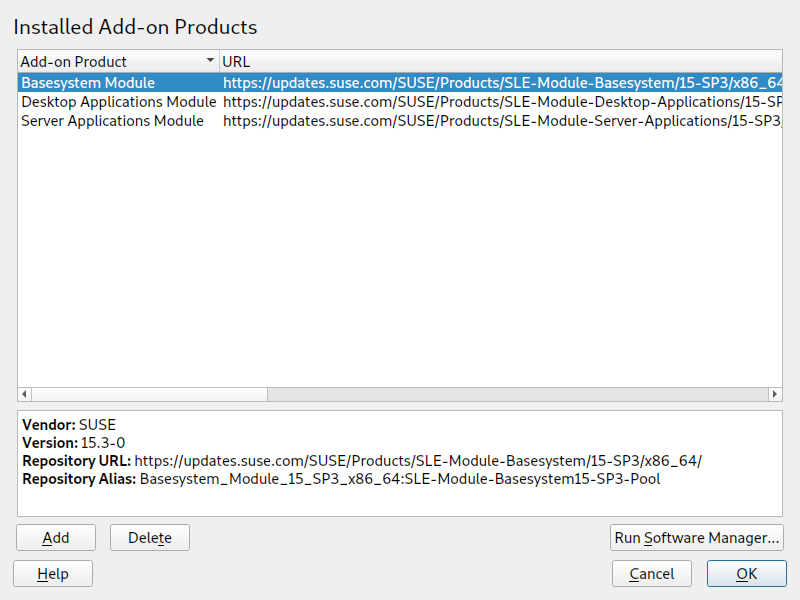 Installed Add-on Products
Add-on Product URL
Basesystem Module https://updates.suse.com/SUSE/Products/SLE-Module-Basesystem/15-SP3/x86_64
Desktop Applications Module https://updates.suse.com/SUSE/Products/SLE-Module-Desktop-Applications/15-SP
Server Applications Module https://updates.suse.com/SUSE/Products/SLE-Module-Server-Applications/15-SP3
Vendor: SUSE
Version: 15.3-0
Repository URL: https://updates.suse.com/SUSE/Products/SLE-Module-Basesystem/15-SP3/x86_64/
Repository Alias: Basesystem_Module_15_SP3_x86_64:SLE-Module-Basesystem15-SP3-Pool
Add Delete Run Software Manager...
Help Cancel OK